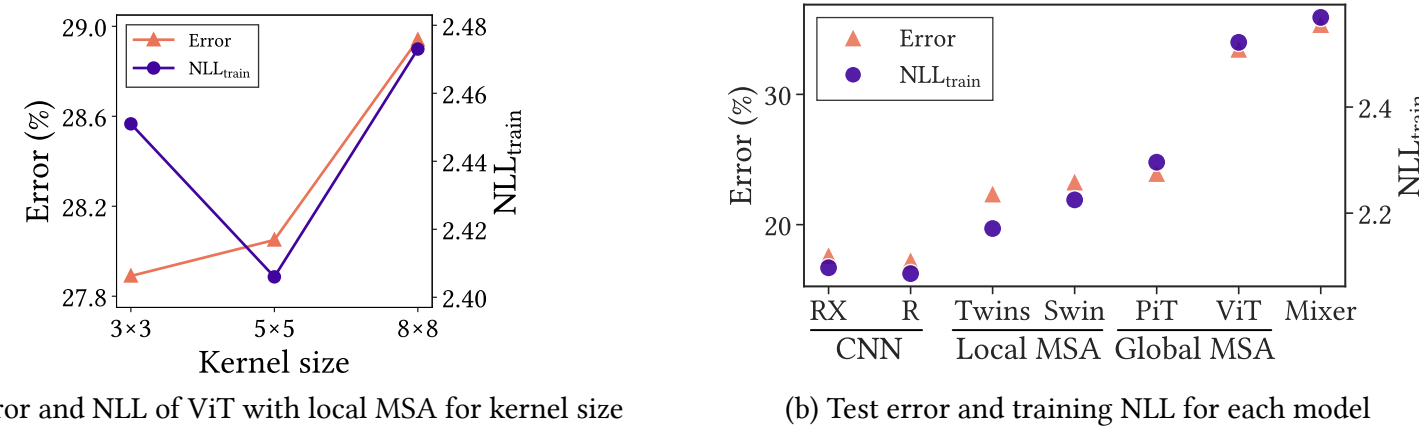 29.0
28.6
28.2
27.8
Error (%)
Error
NLLtrain
2.48
2.46
2.44
2.42
2.40
NLLtrain
3×3 5×5 8×8
Kernel size
ror and NLL of ViT with local MSA for kernel size
30
20
Error (%)
Error
NLLtrain
2.4
2.2
NLLtrain
RX R Twins Swin PiT ViT Mixer
CNN Local MSA Global MSA
(b) Test error and training NLL for each model